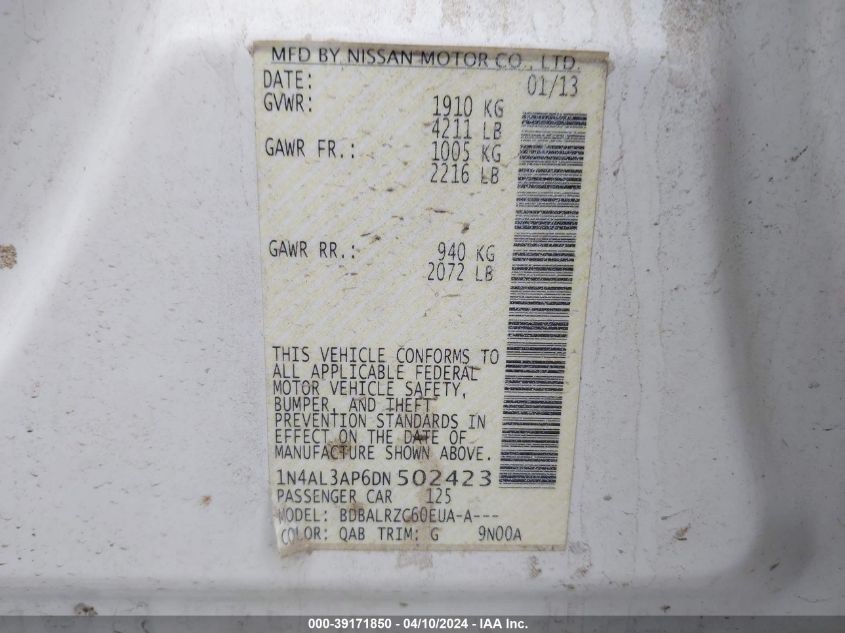 MFD BY NISSAN MOTOR CO., LTD.
DATE: 01/13
GVWR: 1910 KG
4211 LB
GAWR FR.: 1005 KG
2216 LB
GAWR RR.: 940 KG
2072 LB
THIS VEHICLE CONFORMS TO
ALL APPLICABLE FEDERAL
MOTOR VEHICLE SAFETY,
BUMPER, AND THEFT
PREVENTION STANDARDS IN
EFFECT ON THE DATE OF
MANUFACTURE SHOWN ABOVE.
1N4AL3AP6DN502423
PASSENGER CAR 125
MODEL: BDBALRZC60EUA-A---
COLOR: QAB TRIM: G 9N00A
000-39171850 - 04/10/2024 - IAA Inc.